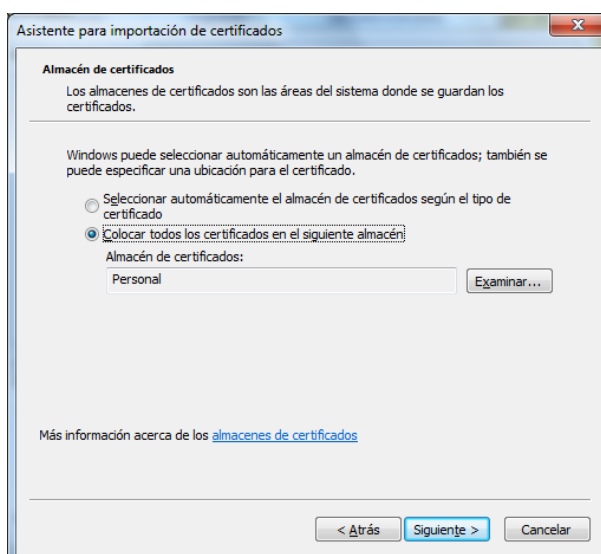 Asistente para importación de certificados
Almacén de certificados
Los almacenes de certificados son las áreas del sistema donde se guardan los
certificados.
Windows puede seleccionar automáticamente un almacén de certificados; también se
puede especificar una ubicación para el certificado.
Seleccionar automáticamente el almacén de certificados según el tipo de
certificado
Colocar todos los certificados en el siguiente almacén
Almacén de certificados:
Personal
Examinar...
Más información acerca de los almacenes de certificados
< Atrás
Siguiente >
Cancelar